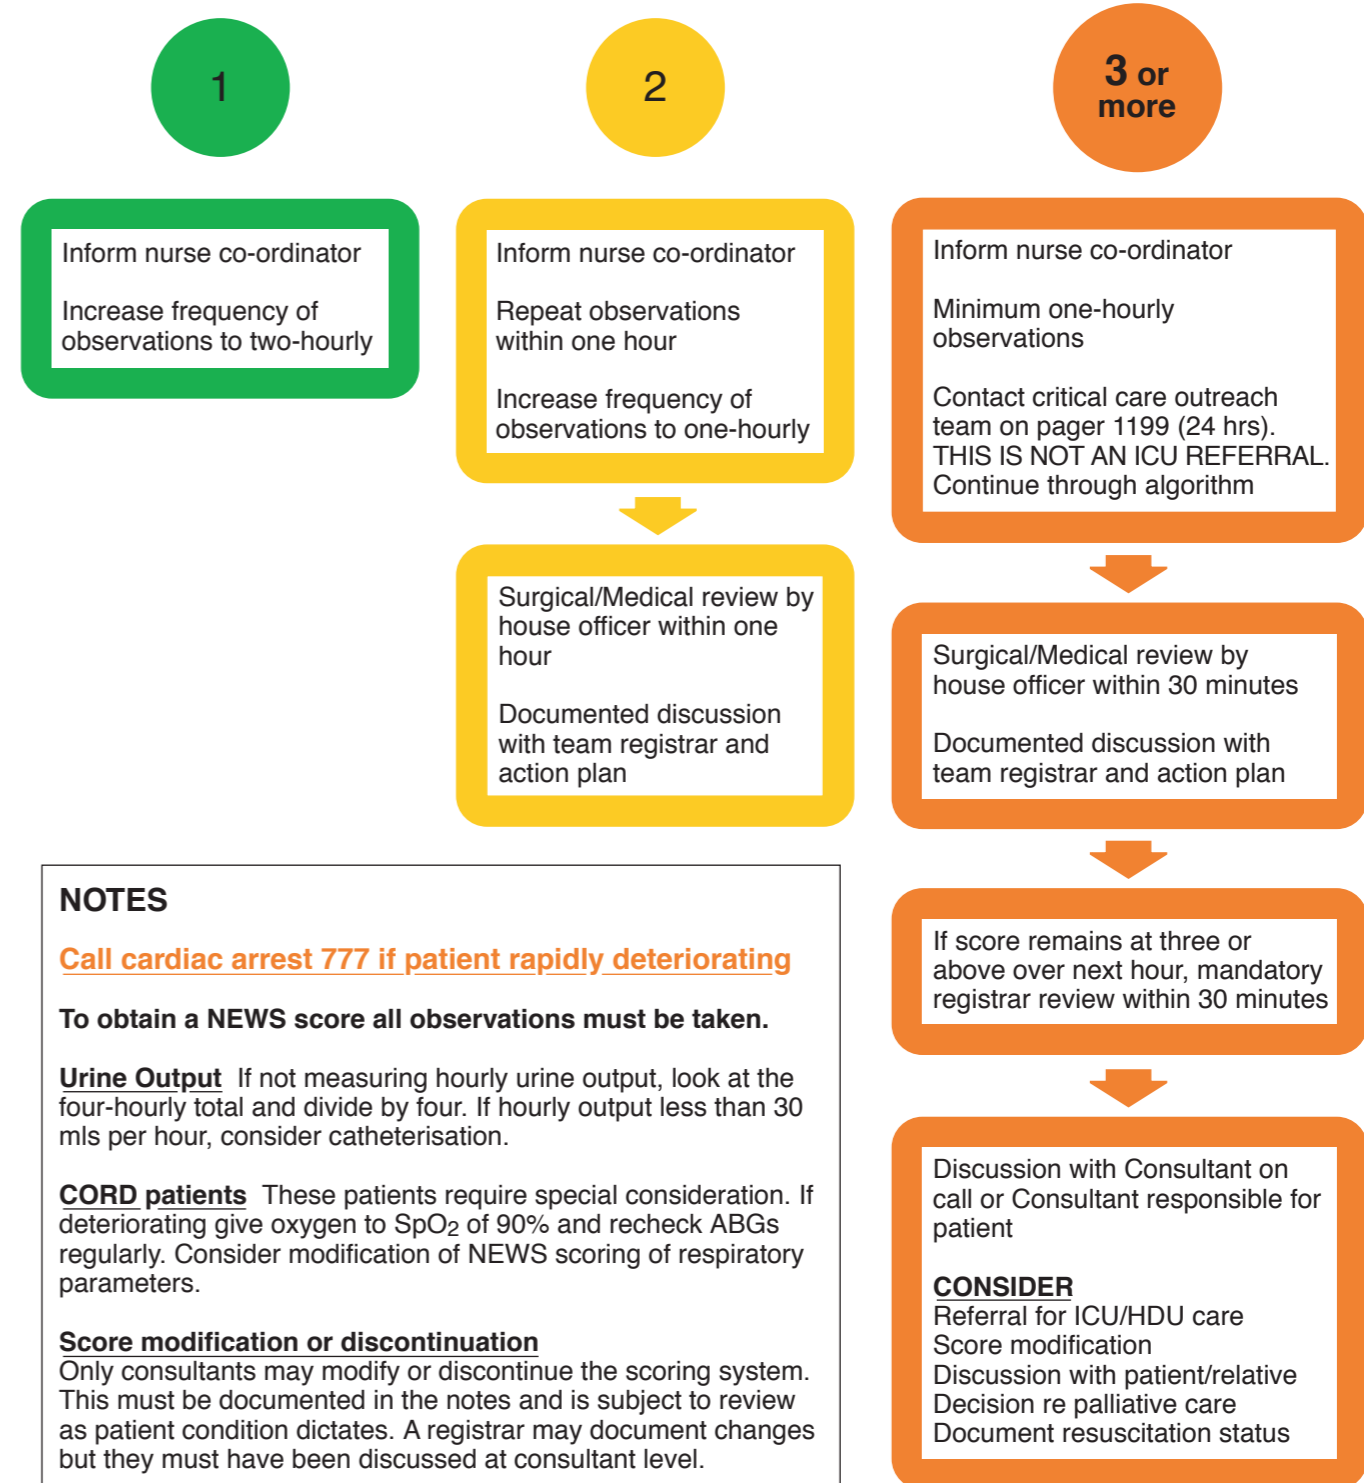 1
Inform nurse co-ordinator
Increase frequency of
observations to two-hourly
2
Inform nurse co-ordinator
Repeat observations
within one hour
Increase frequency of
observations to one-hourly
Surgical/Medical review by
house officer within one
hour
Documented discussion
with team registrar and
action plan
3 or
more
Inform nurse co-ordinator
Minimum one-hourly
observations
Contact critical care outreach
team on pager 1199 (24 hrs).
THIS IS NOT AN ICU REFERRAL.
Continue through algorithm
Surgical/Medical review by
house officer within 30 minutes
Documented discussion with
team registrar and action plan
If score remains at three or
above over next hour, mandatory
registrar review within 30 minutes
Discussion with Consultant on
call or Consultant responsible for
patient
CONSIDER
Referral for ICU/HDU care
Score modification
Discussion with patient/relative
Decision re palliative care
Document resuscitation status
NOTES
Call cardiac arrest 777 if patient rapidly deteriorating
To obtain a NEWS score all observations must be taken.
Urine Output If not measuring hourly urine output, look at the
four-hourly total and divide by four. If hourly output less than 30
mls per hour, consider catheterisation.
CORD patients These patients require special consideration. If
deteriorating give oxygen to SpO2 of 90% and recheck ABGs
regularly. Consider modification of NEWS scoring of respiratory
parameters.
Score modification or discontinuation
Only consultants may modify or discontinue the scoring system.
This must be documented in the notes and is subject to review
as patient condition dictates. A registrar may document changes
but they must have been discussed at consultant level.